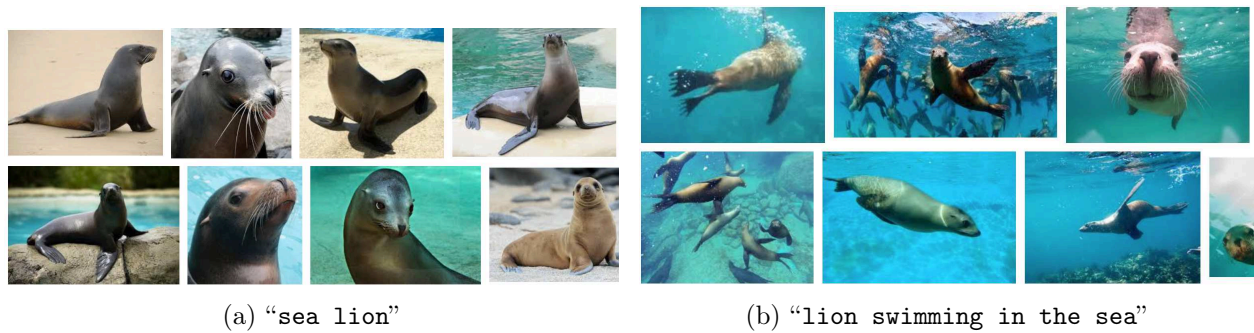 (a) “sea lion”
(b) “lion swimming in the sea”